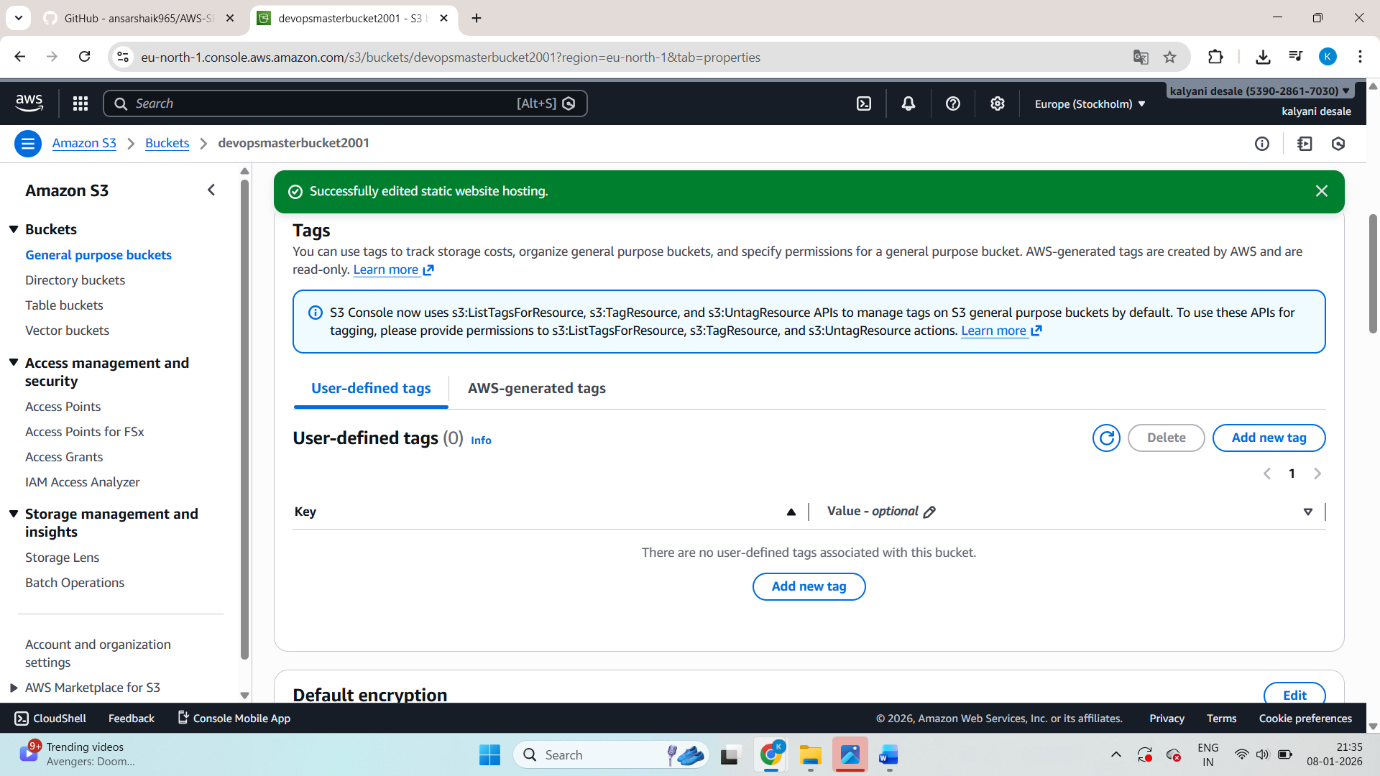 GitHub - ansarshaik965/AWS-S
devopsmasterbucket2001 - S3
eu-north-1.console.aws.amazon.com/s3/buckets/devopsmasterbucket2001?region=eu-north-1&tab=properties
K
aws
Search
[Alt+S]
Europe (Stockholm)
kalyani desale (5390-2861-7030)
kalyani desale
Amazon S3
Buckets
devopsmasterbucket2001
Amazon S3
Buckets
General purpose buckets
Directory buckets
Table buckets
Vector buckets
Access management and
security
Access Points
Access Points for FSx
Access Grants
IAM Access Analyzer
Storage management and
insights
Storage Lens
Batch Operations
Account and organization
settings
AWS Marketplace for S3
Successfully edited static website hosting.
Tags
You can use tags to track storage costs, organize general purpose buckets, and specify permissions for a general purpose bucket. AWS-generated tags are created by AWS and are
read-only. Learn more
S3 Console now uses s3:ListTagsForResource, s3:TagResource, and s3:UntagResource APIs to manage tags on S3 general purpose buckets by default. To use these APIs for
tagging, please provide permissions to s3:ListTagsForResource, s3:TagResource, and s3:UntagResource actions. Learn more
User-defined tags
AWS-generated tags
User-defined tags (0) Info
Delete
Add new tag
1
Key
Value - optional
There are no user-defined tags associated with this bucket.
Add new tag
Default encryption
Edit
CloudShell
Feedback
Console Mobile App
© 2026, Amazon Web Services, Inc. or its affiliates.
Privacy
Terms
Cookie preferences
9+
Trending videos
Avengers: Doom...
Search
K
W
ENG
IN
21:35
08-01-2026